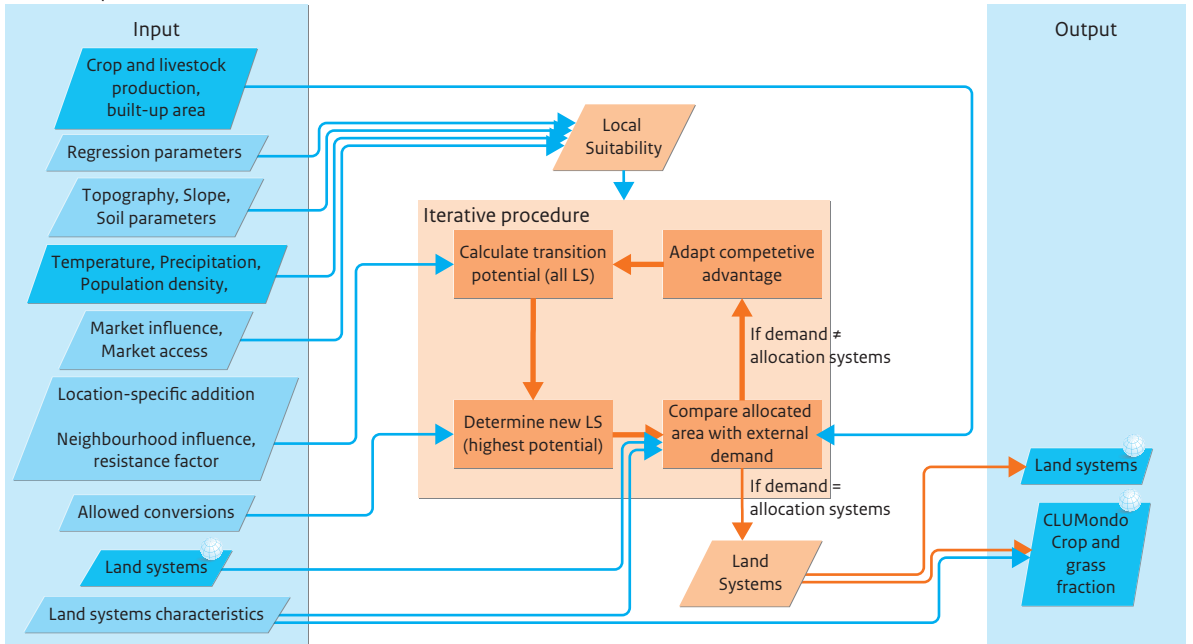 Input
Crop and livestock
production,
built-up area
Regression parameters
Topography, Slope,
Soil parameters
Temperature, Precipitation,
Population density,
Market influence,
Market access
Location-specific addition
Neighbourhood influence,
resistance factor
Allowed conversions
Land systems
Land systems characteristics
Local
Suitability
Iterative procedure
Calculate transition
potential (all LS)
Adapt competetive
advantage
If demand ≠
allocation systems
Determine new LS
(highest potential)
Compare allocated
area with external
demand
If demand =
allocation systems
Land
Systems
Output
Land systems
CLUMondo
Crop and
grass
fraction